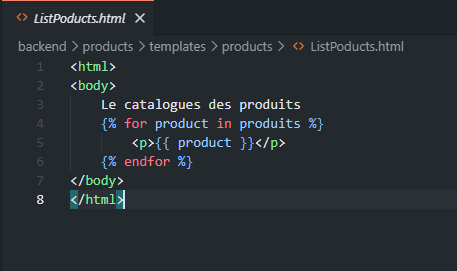 ListPoducts.html
backend > products > templates > products > ListPoducts.html
1 <html>
2 <body>
3 Le catalogues des produits
4 {% for product in produits %}
5 <p>{{ product }}</p>
6 {% endfor %}
7 </body>
8 </html>